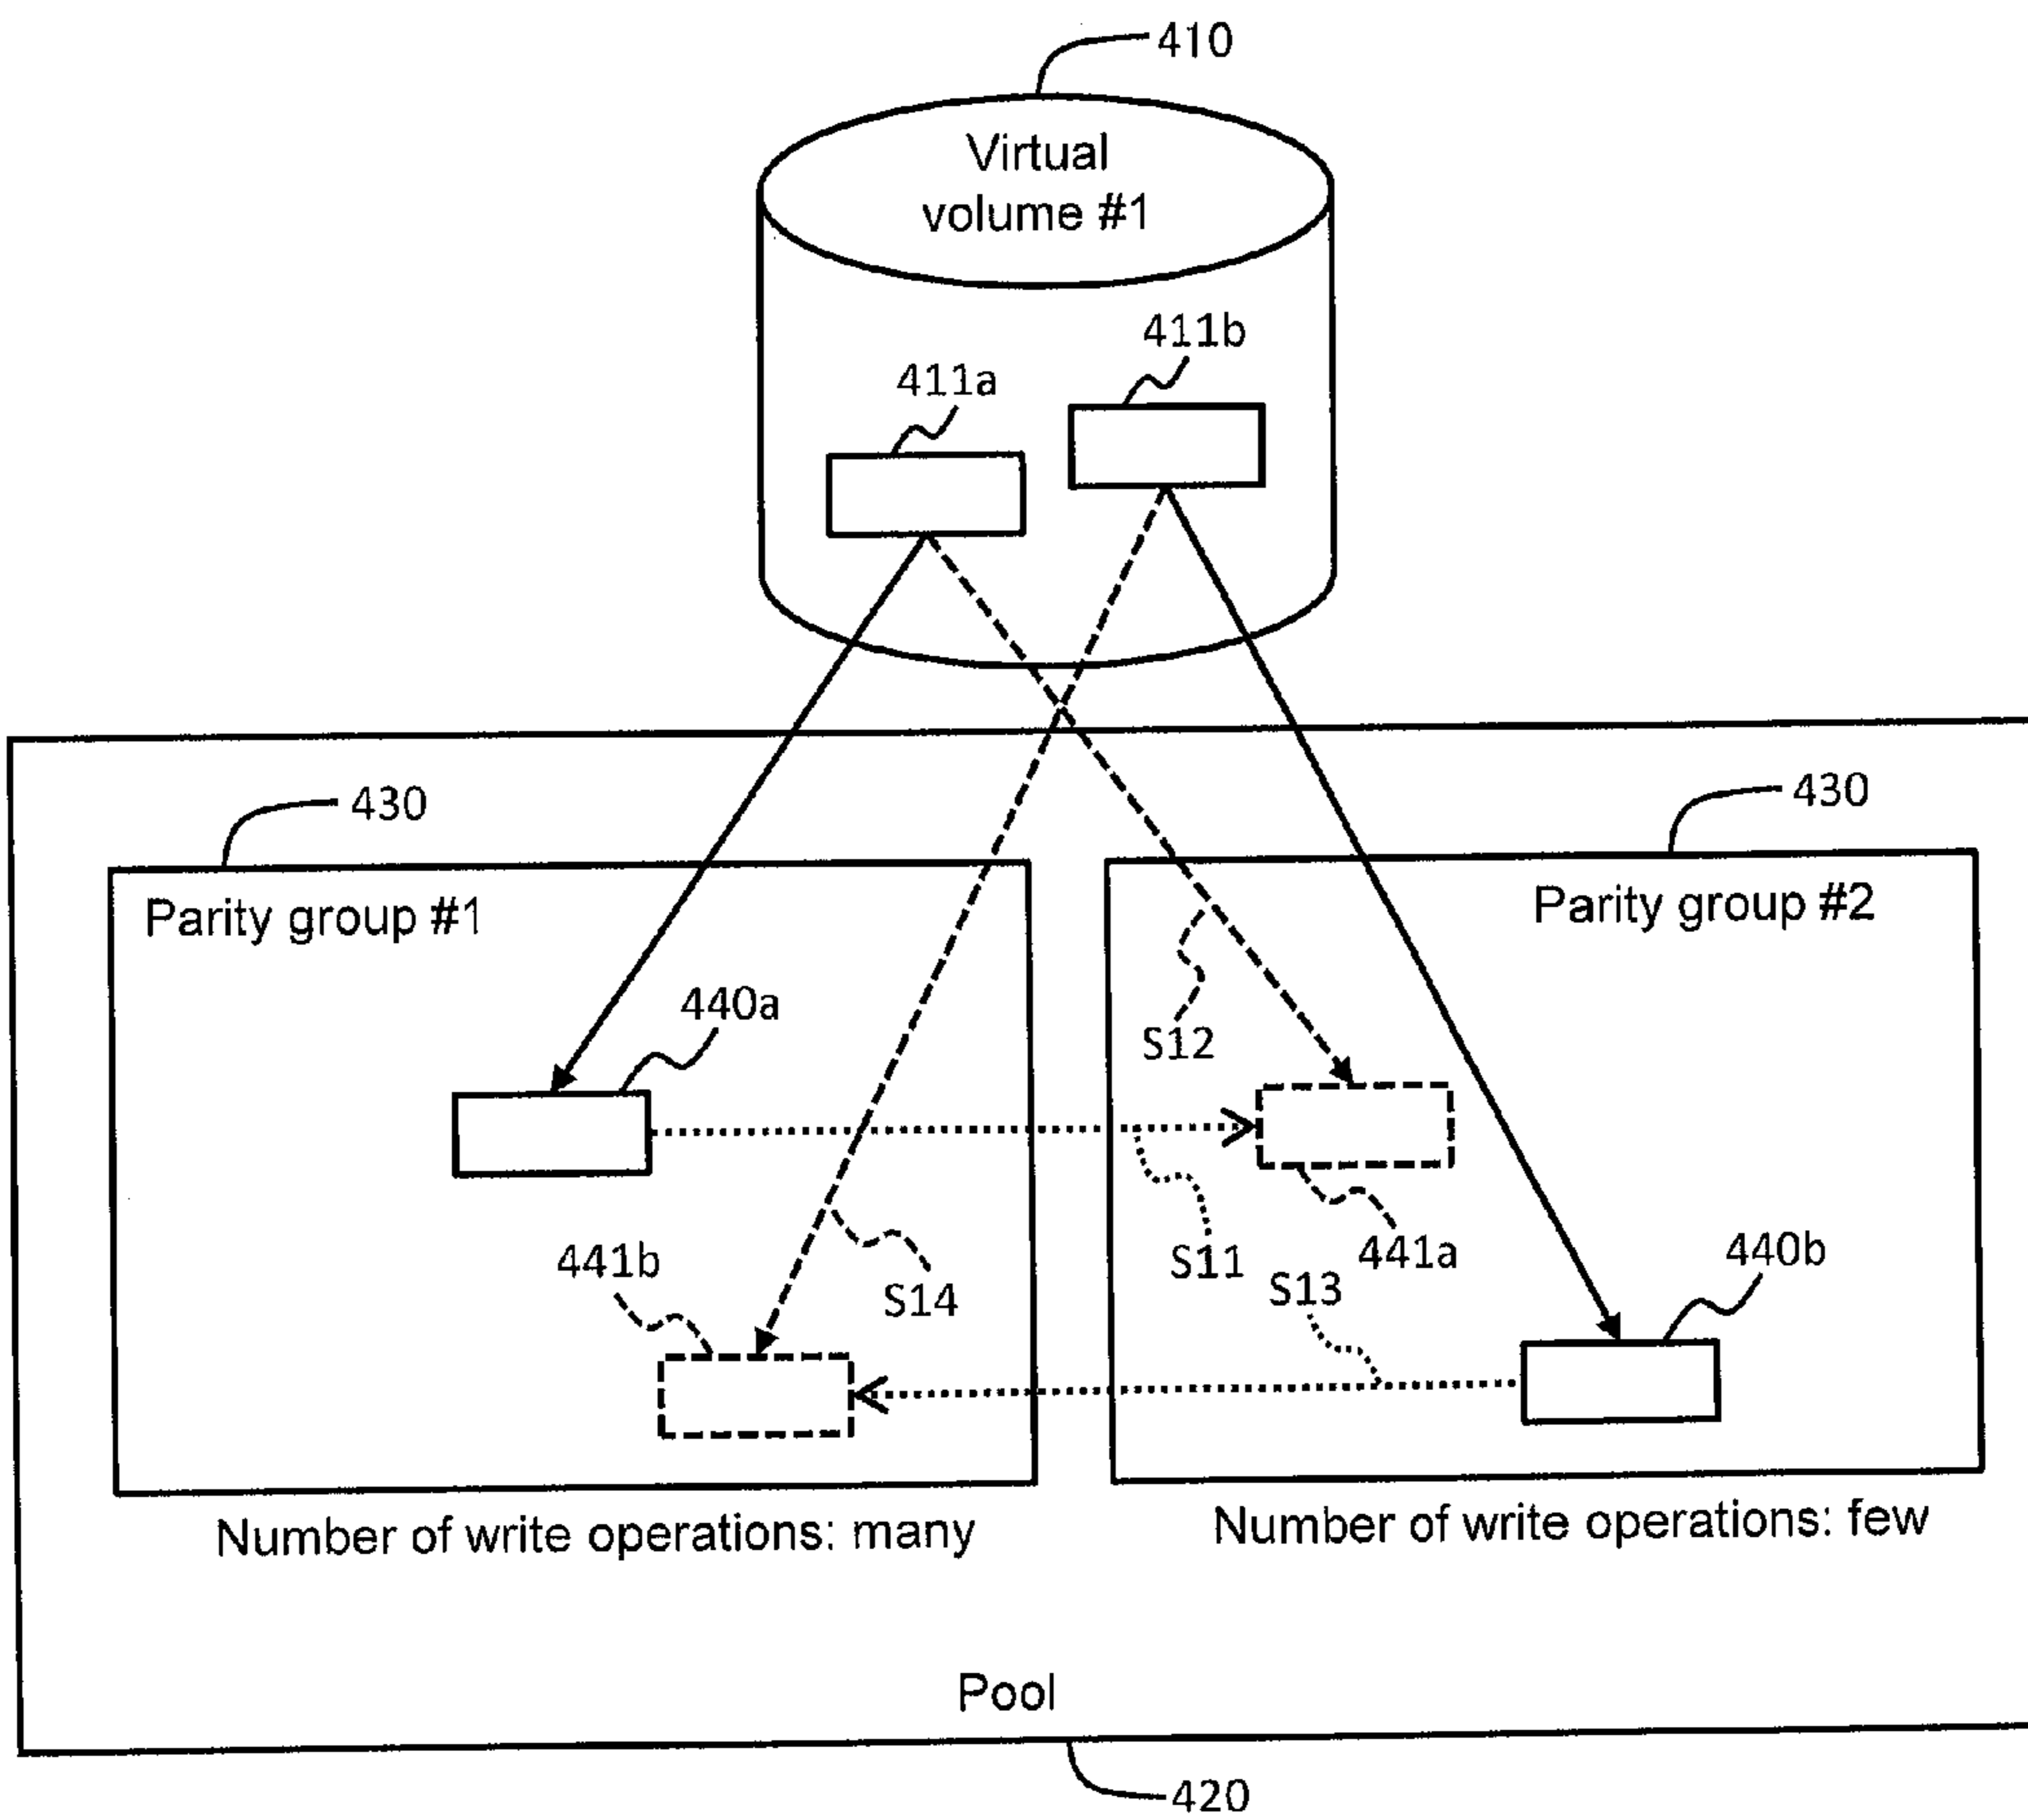 410
Virtual
volume #1
411b
411a
430
430
Parity group #1
Parity group #2
440a
S12
441b
S14
S11
441a
S13
440b
Number of write operations: many
Number of write operations: few
Pool
420